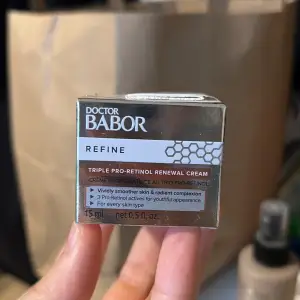 DOCTOR
BABOR
REFINE
TRIPLE PRO-RETINOL RENEWAL CREAM
Visibly smoother skin & radiant complexion
3 Pro-Retinol actives for youthful appearance
For every skin type
15 ml net 0.5 fl. oz.